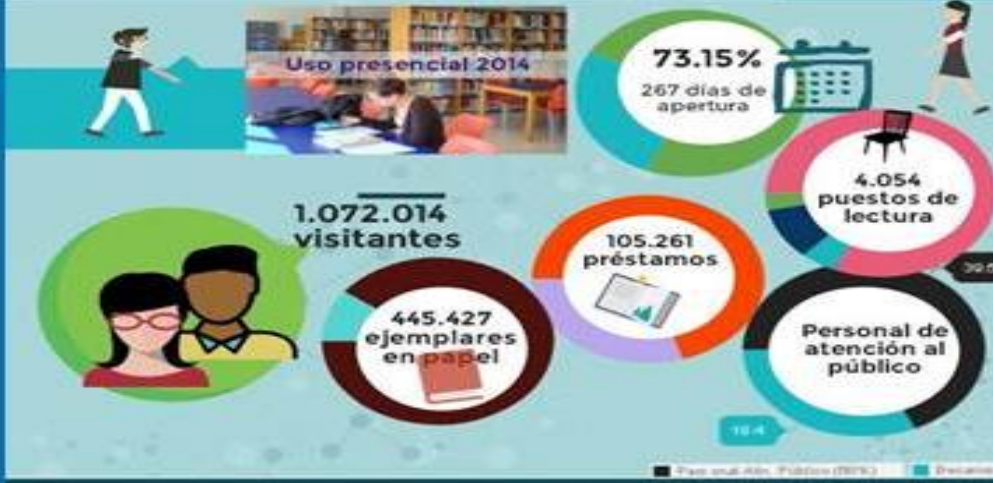 Uso presencial 2014
73.15%
267 días de
apertura
4.054
puestos de
lectura
1.072.014
visitantes
105.261
préstamos
445.427
ejemplares
en papel
Personal de
atención al
público